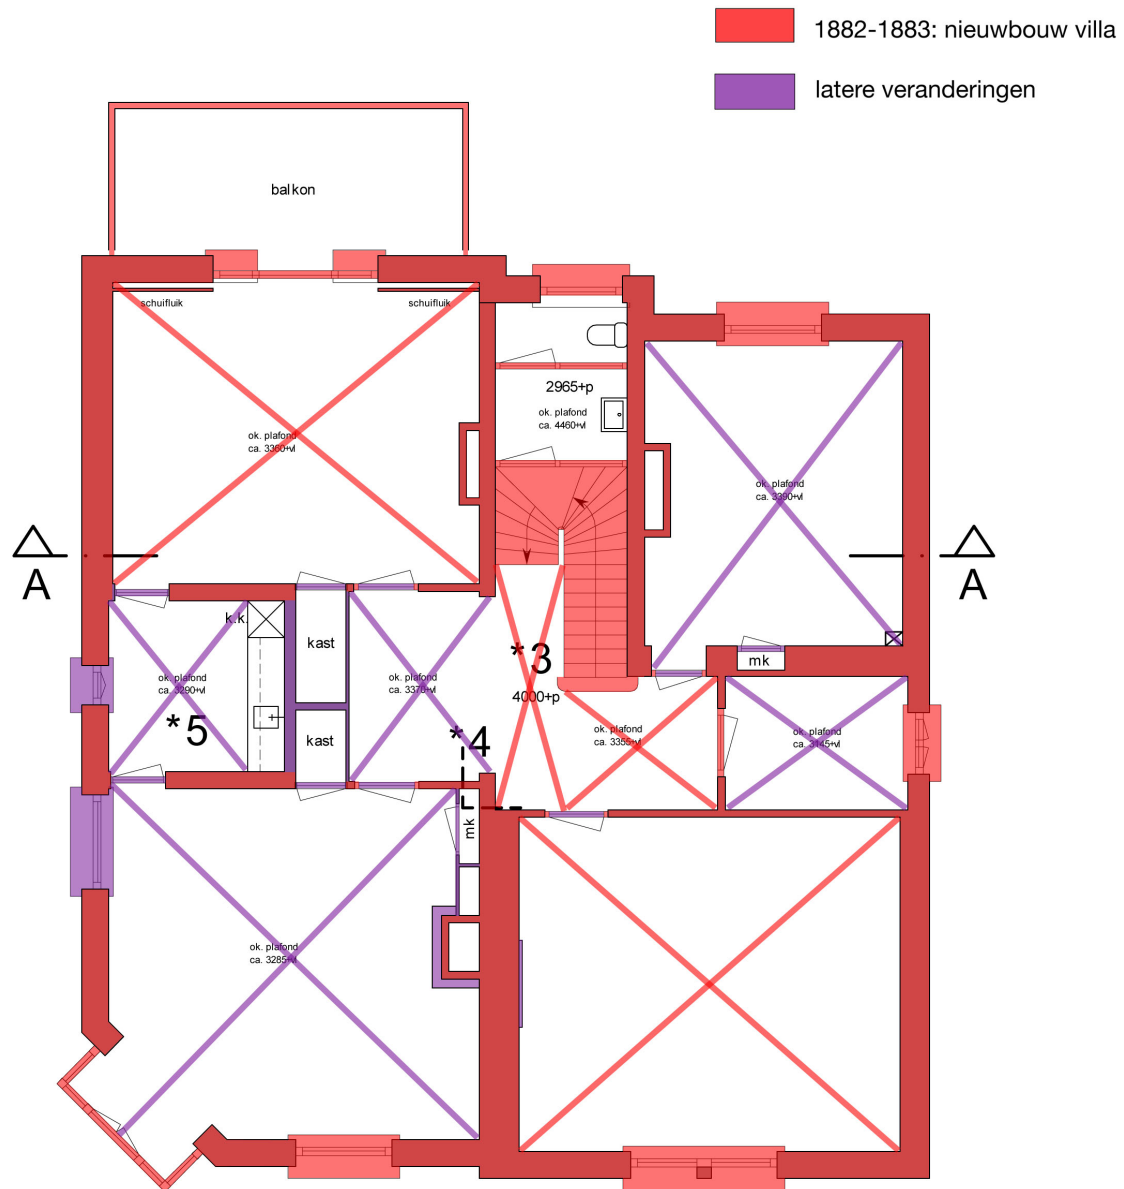 1882-1883: nieuwbouw villa
latere veranderingen
balkon
schuifluik
schuifluik
2965+p
ok. plafond
ca. 4460+vl
ok. plafond
ca. 3360+vl
ok. plafond
ca. 3390+vl
A
A
k.k.
kast
*3
mk
ok. plafond
ca. 3290+vl
ok. plafond
ca. 3370+vl
4000+p
*5
*4
kast
ok. plafond
ca. 3355+vl
ok. plafond
ca. 3145+vl
mk
ok. plafond
ca. 3285+vl